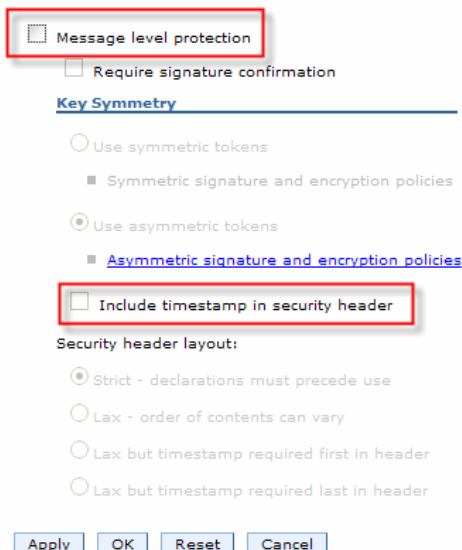 Message level protection
Require signature confirmation
Key Symmetry
Use symmetric tokens
Symmetric signature and encryption policies
Use asymmetric tokens
Asymmetric signature and encryption policies
Include timestamp in security header
Security header layout:
Strict - declarations must precede use
Lax - order of contents can vary
Lax but timestamp required first in header
Lax but timestamp required last in header
Apply OK Reset Cancel